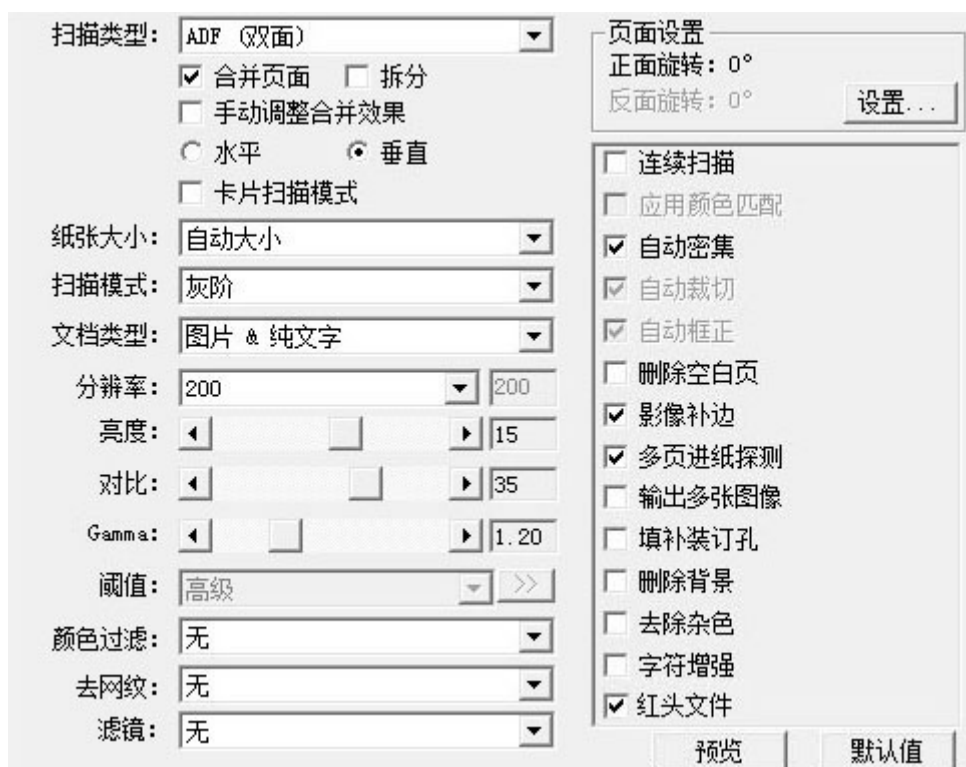 扫描类型: ADF (双面)
合并页面 拆分
手动调整合并效果
水平 垂直
卡片扫描模式
纸张大小: 自动大小
扫描模式: 灰阶
文档类型: 图片 & 纯文字
分辨率: 200 200
亮度: 15
对比: 35
Gamma: 1.20
阈值: 高级 >>
颜色过滤: 无
去网纹: 无
滤镜: 无
页面设置
正面旋转: 0°
反面旋转: 0° 设置...
连续扫描
应用颜色匹配
自动密集
自动裁切
自动框正
删除空白页
影像补边
多页进纸探测
输出多张图像
填补装订孔
删除背景
去除杂色
字符增强
红头文件
预览 默认值